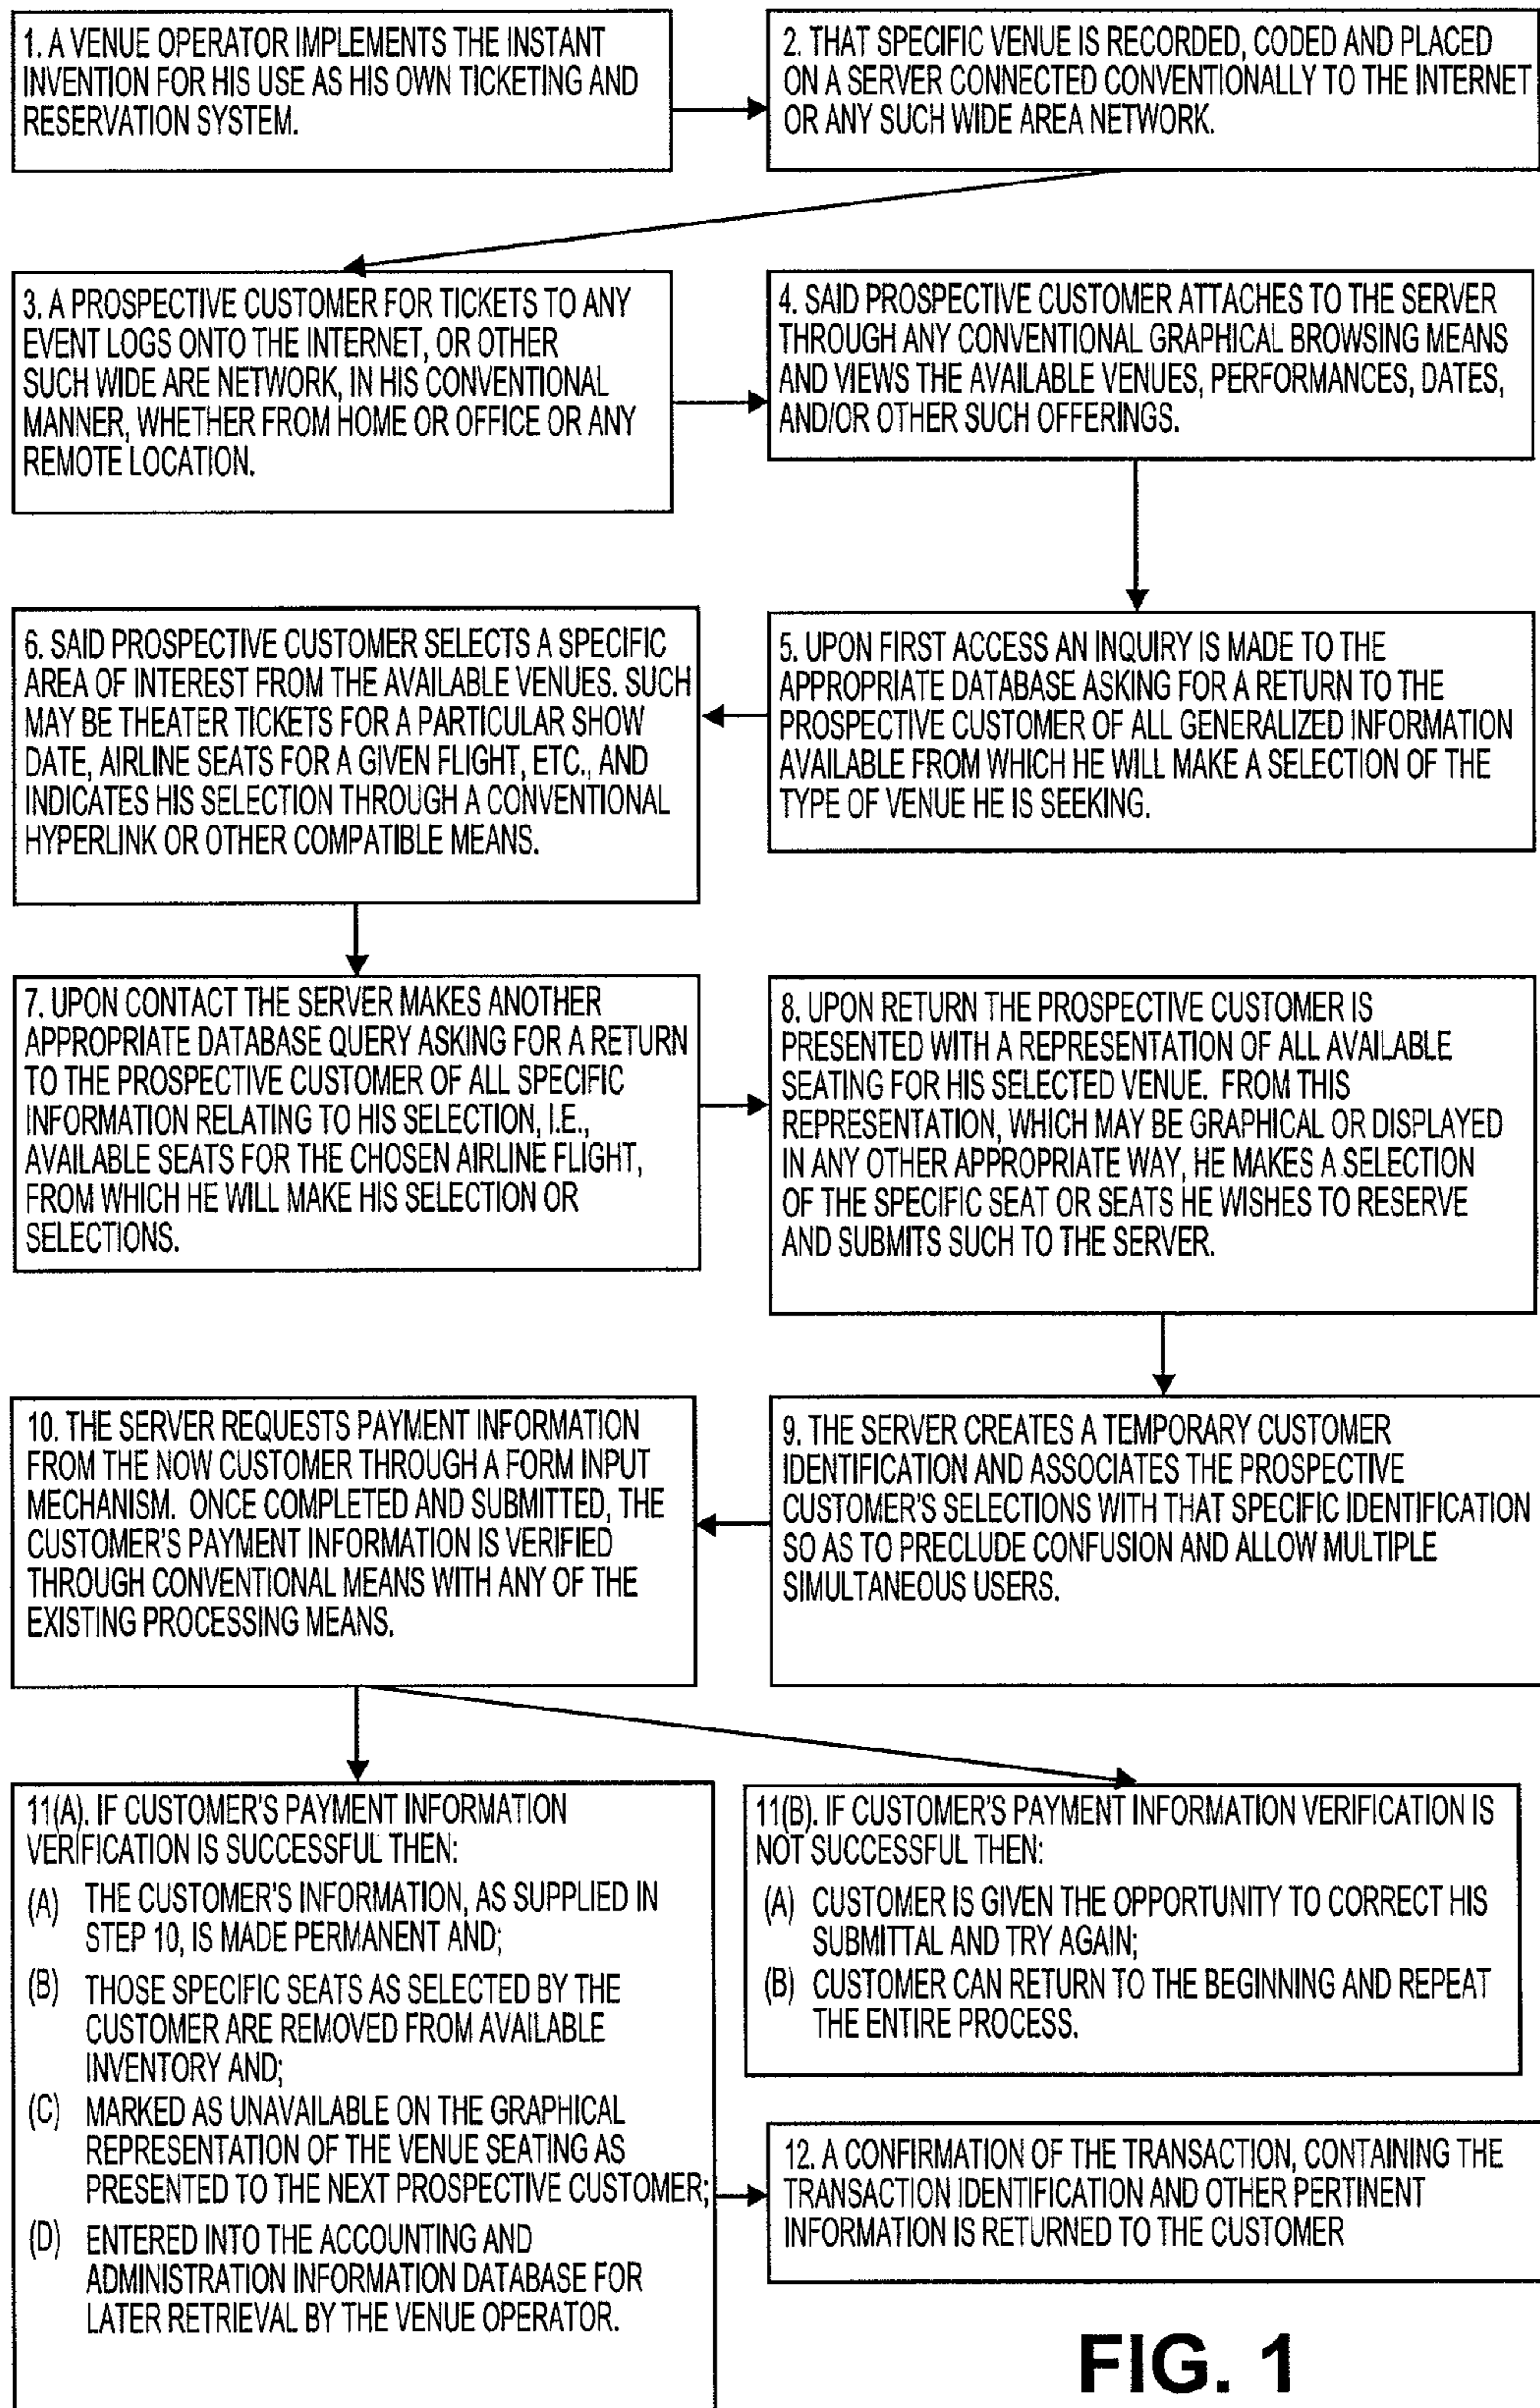 1. A VENUE OPERATOR IMPLEMENTS THE INSTANT
INVENTION FOR HIS USE AS HIS OWN TICKETING AND
RESERVATION SYSTEM.
2. THAT SPECIFIC VENUE IS RECORDED, CODED AND PLACED
ON A SERVER CONNECTED CONVENTIONALLY TO THE INTERNET
OR ANY SUCH WIDE AREA NETWORK.
3. A PROSPECTIVE CUSTOMER FOR TICKETS TO ANY
EVENT LOGS ONTO THE INTERNET, OR OTHER
SUCH WIDE ARE NETWORK, IN HIS CONVENTIONAL
MANNER, WHETHER FROM HOME OR OFFICE OR ANY
REMOTE LOCATION.
4. SAID PROSPECTIVE CUSTOMER ATTACHES TO THE SERVER
THROUGH ANY CONVENTIONAL GRAPHICAL BROWSING MEANS
AND VIEWS THE AVAILABLE VENUES, PERFORMANCES, DATES,
AND/OR OTHER SUCH OFFERINGS.
5. UPON FIRST ACCESS AN INQUIRY IS MADE TO THE
APPROPRIATE DATABASE ASKING FOR A RETURN TO THE
PROSPECTIVE CUSTOMER OF ALL GENERALIZED INFORMATION
AVAILABLE FROM WHICH HE WILL MAKE A SELECTION OF THE
TYPE OF VENUE HE IS SEEKING.
6. SAID PROSPECTIVE CUSTOMER SELECTS A SPECIFIC
AREA OF INTEREST FROM THE AVAILABLE VENUES. SUCH
MAY BE THEATER TICKETS FOR A PARTICULAR SHOW
DATE, AIRLINE SEATS FOR A GIVEN FLIGHT, ETC., AND
INDICATES HIS SELECTION THROUGH A CONVENTIONAL
HYPERLINK OR OTHER COMPATIBLE MEANS.
7. UPON CONTACT THE SERVER MAKES ANOTHER
APPROPRIATE DATABASE QUERY ASKING FOR A RETURN
TO THE PROSPECTIVE CUSTOMER OF ALL SPECIFIC
INFORMATION RELATING TO HIS SELECTION, I.E.,
AVAILABLE SEATS FOR THE CHOSEN AIRLINE FLIGHT,
FROM WHICH HE WILL MAKE HIS SELECTION OR
SELECTIONS.
8. UPON RETURN THE PROSPECTIVE CUSTOMER IS
PRESENTED WITH A REPRESENTATION OF ALL AVAILABLE
SEATING FOR HIS SELECTED VENUE. FROM THIS
REPRESENTATION, WHICH MAY BE GRAPHICAL OR DISPLAYED
IN ANY OTHER APPROPRIATE WAY, HE MAKES A SELECTION
OF THE SPECIFIC SEAT OR SEATS HE WISHES TO RESERVE
AND SUBMITS SUCH TO THE SERVER.
9. THE SERVER CREATES A TEMPORARY CUSTOMER
IDENTIFICATION AND ASSOCIATES THE PROSPECTIVE
CUSTOMER'S SELECTIONS WITH THAT SPECIFIC IDENTIFICATION
SO AS TO PRECLUDE CONFUSION AND ALLOW MULTIPLE
SIMULTANEOUS USERS.
10. THE SERVER REQUESTS PAYMENT INFORMATION
FROM THE NOW CUSTOMER THROUGH A FORM INPUT
MECHANISM. ONCE COMPLETED AND SUBMITTED, THE
CUSTOMER'S PAYMENT INFORMATION IS VERIFIED
THROUGH CONVENTIONAL MEANS WITH ANY OF THE
EXISTING PROCESSING MEANS.
11(A). IF CUSTOMER'S PAYMENT INFORMATION
VERIFICATION IS SUCCESSFUL THEN:
(A) THE CUSTOMER'S INFORMATION, AS SUPPLIED IN
STEP 10, IS MADE PERMANENT AND;
(B) THOSE SPECIFIC SEATS AS SELECTED BY THE
CUSTOMER ARE REMOVED FROM AVAILABLE
INVENTORY AND;
(C) MARKED AS UNAVAILABLE ON THE GRAPHICAL
REPRESENTATION OF THE VENUE SEATING AS
PRESENTED TO THE NEXT PROSPECTIVE CUSTOMER;
(D) ENTERED INTO THE ACCOUNTING AND
ADMINISTRATION INFORMATION DATABASE FOR
LATER RETRIEVAL BY THE VENUE OPERATOR.
11(B). IF CUSTOMER'S PAYMENT INFORMATION VERIFICATION IS
NOT SUCCESSFUL THEN:
(A) CUSTOMER IS GIVEN THE OPPORTUNITY TO CORRECT HIS
SUBMITTAL AND TRY AGAIN;
(B) CUSTOMER CAN RETURN TO THE BEGINNING AND REPEAT
THE ENTIRE PROCESS.
12. A CONFIRMATION OF THE TRANSACTION, CONTAINING THE
TRANSACTION IDENTIFICATION AND OTHER PERTINENT
INFORMATION IS RETURNED TO THE CUSTOMER
FIG. 1